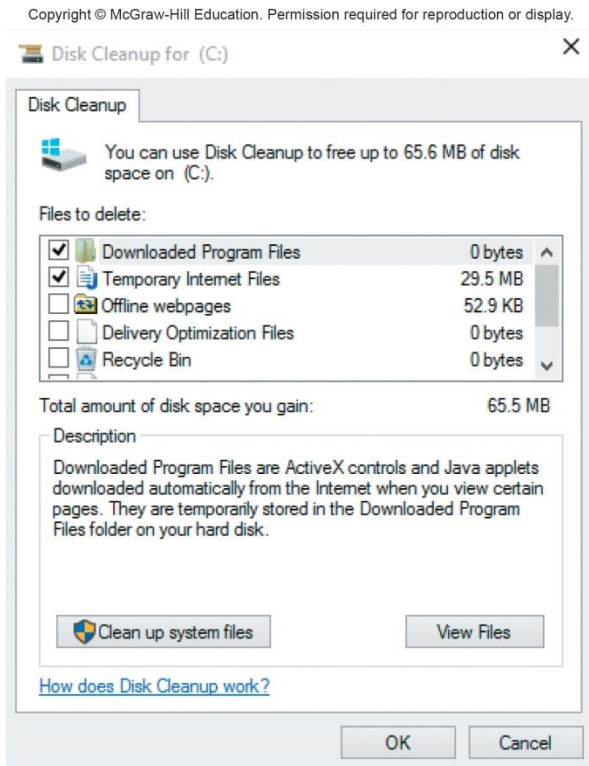 Copyright © McGraw-Hill Education. Permission required for reproduction or display.
Disk Cleanup for (C:)
Disk Cleanup
You can use Disk Cleanup to free up to 65.6 MB of disk
space on (C:).
Files to delete:
Downloaded Program Files 0 bytes
Temporary Internet Files 29.5 MB
Offline webpages 52.9 KB
Delivery Optimization Files 0 bytes
Recycle Bin 0 bytes
Total amount of disk space you gain: 65.5 MB
Description
Downloaded Program Files are ActiveX controls and Java applets
downloaded automatically from the Internet when you view certain
pages. They are temporarily stored in the Downloaded Program
Files folder on your hard disk.
Clean up system files View Files
How does Disk Cleanup work?
OK Cancel